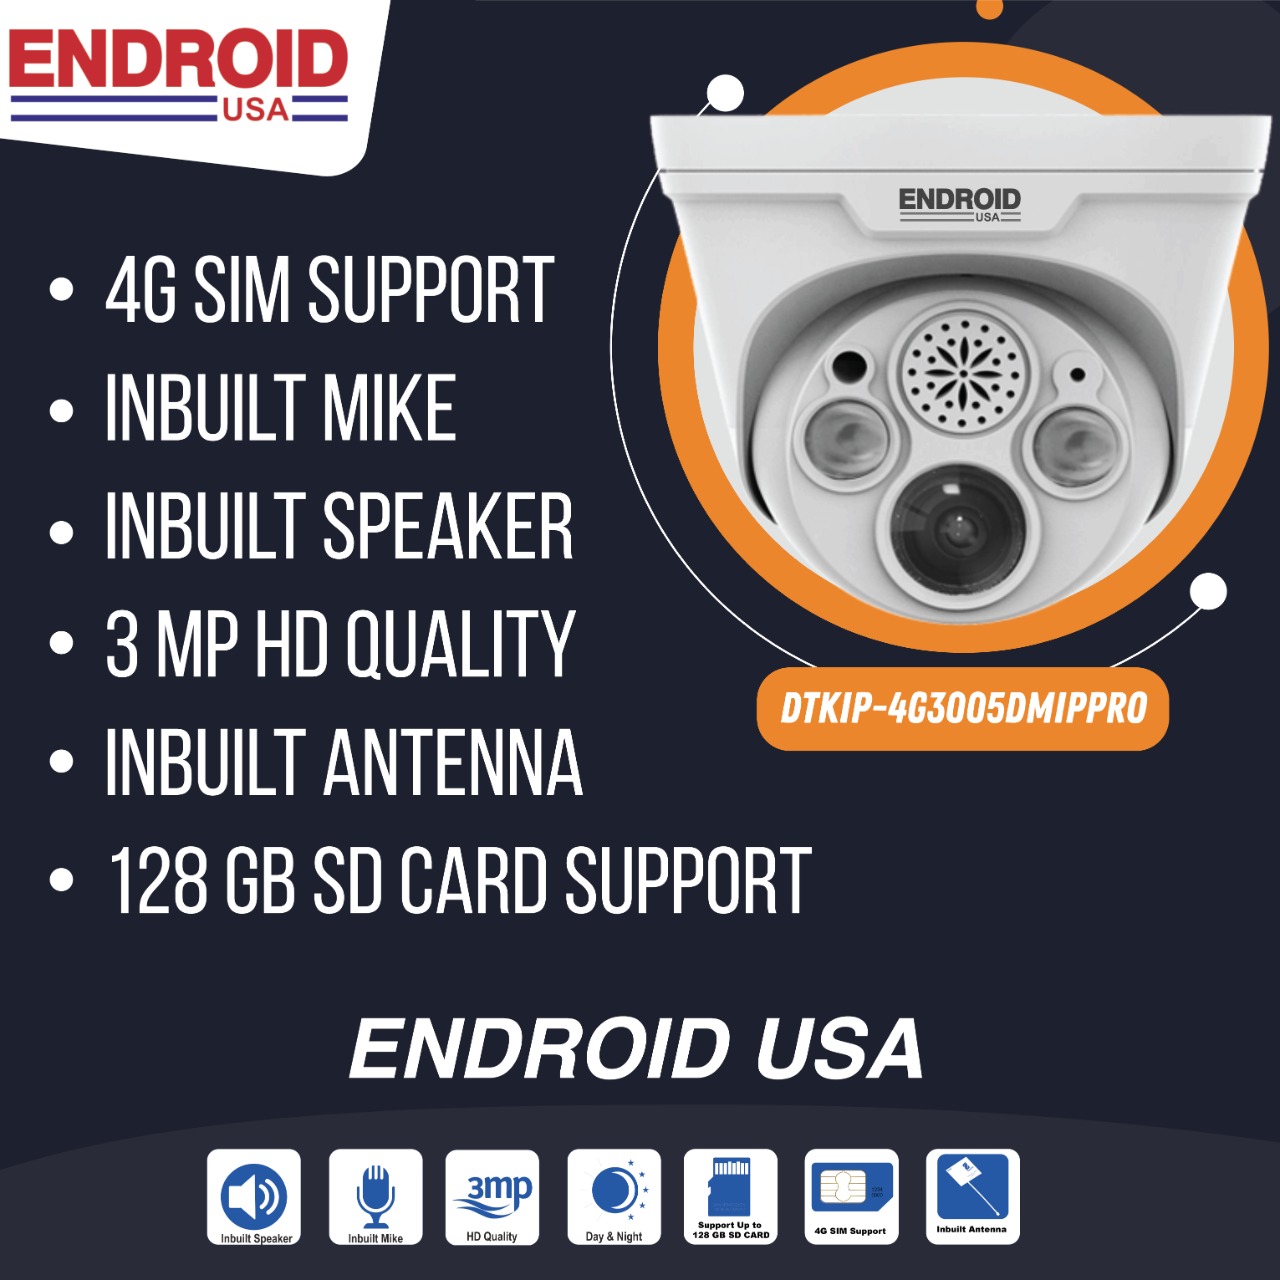 ENDROID
USA
ENDROID
USA
• 4G SIM SUPPORT
• INBUILT MIKE
• INBUILT SPEAKER
• 3 MP HD QUALITY
• INBUILT ANTENNA
• 128 GB SD CARD SUPPORT
DTKIP-4G3005DMIPPRO
ENDROID USA
Inbuilt Speaker
Inbuilt Mike
3mp
HD Quality
Day & Night
Support Up to
128 GB SD CARD
4G SIM Support
Inbuilt Antenna